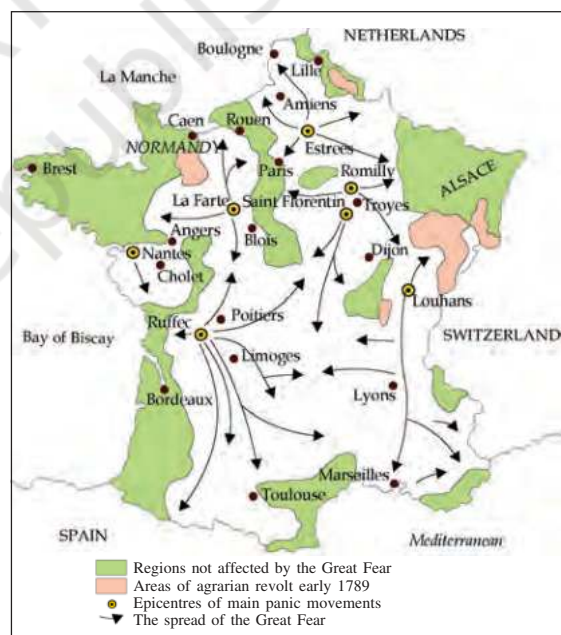 NETHERLANDS
Boulogne
Lille
La Manche
Amiens
Caen
Rouen
Estrees
NORMANDY
Paris
Romilly
Brest
ALSACE
La Farte
Saint Florentin
Troyes
Angers
Blois
Dijon
Nantes
Cholet
Louhans
Ruffec
Poitiers
Bay of Biscay
SWITZERLAND
Limoges
Lyons
Bordeaux
Marseilles
Toulouse
SPAIN
Mediterranean
Regions not affected by the Great Fear
Areas of agrarian revolt early 1789
Epicentres of main panic movements
The spread of the Great Fear